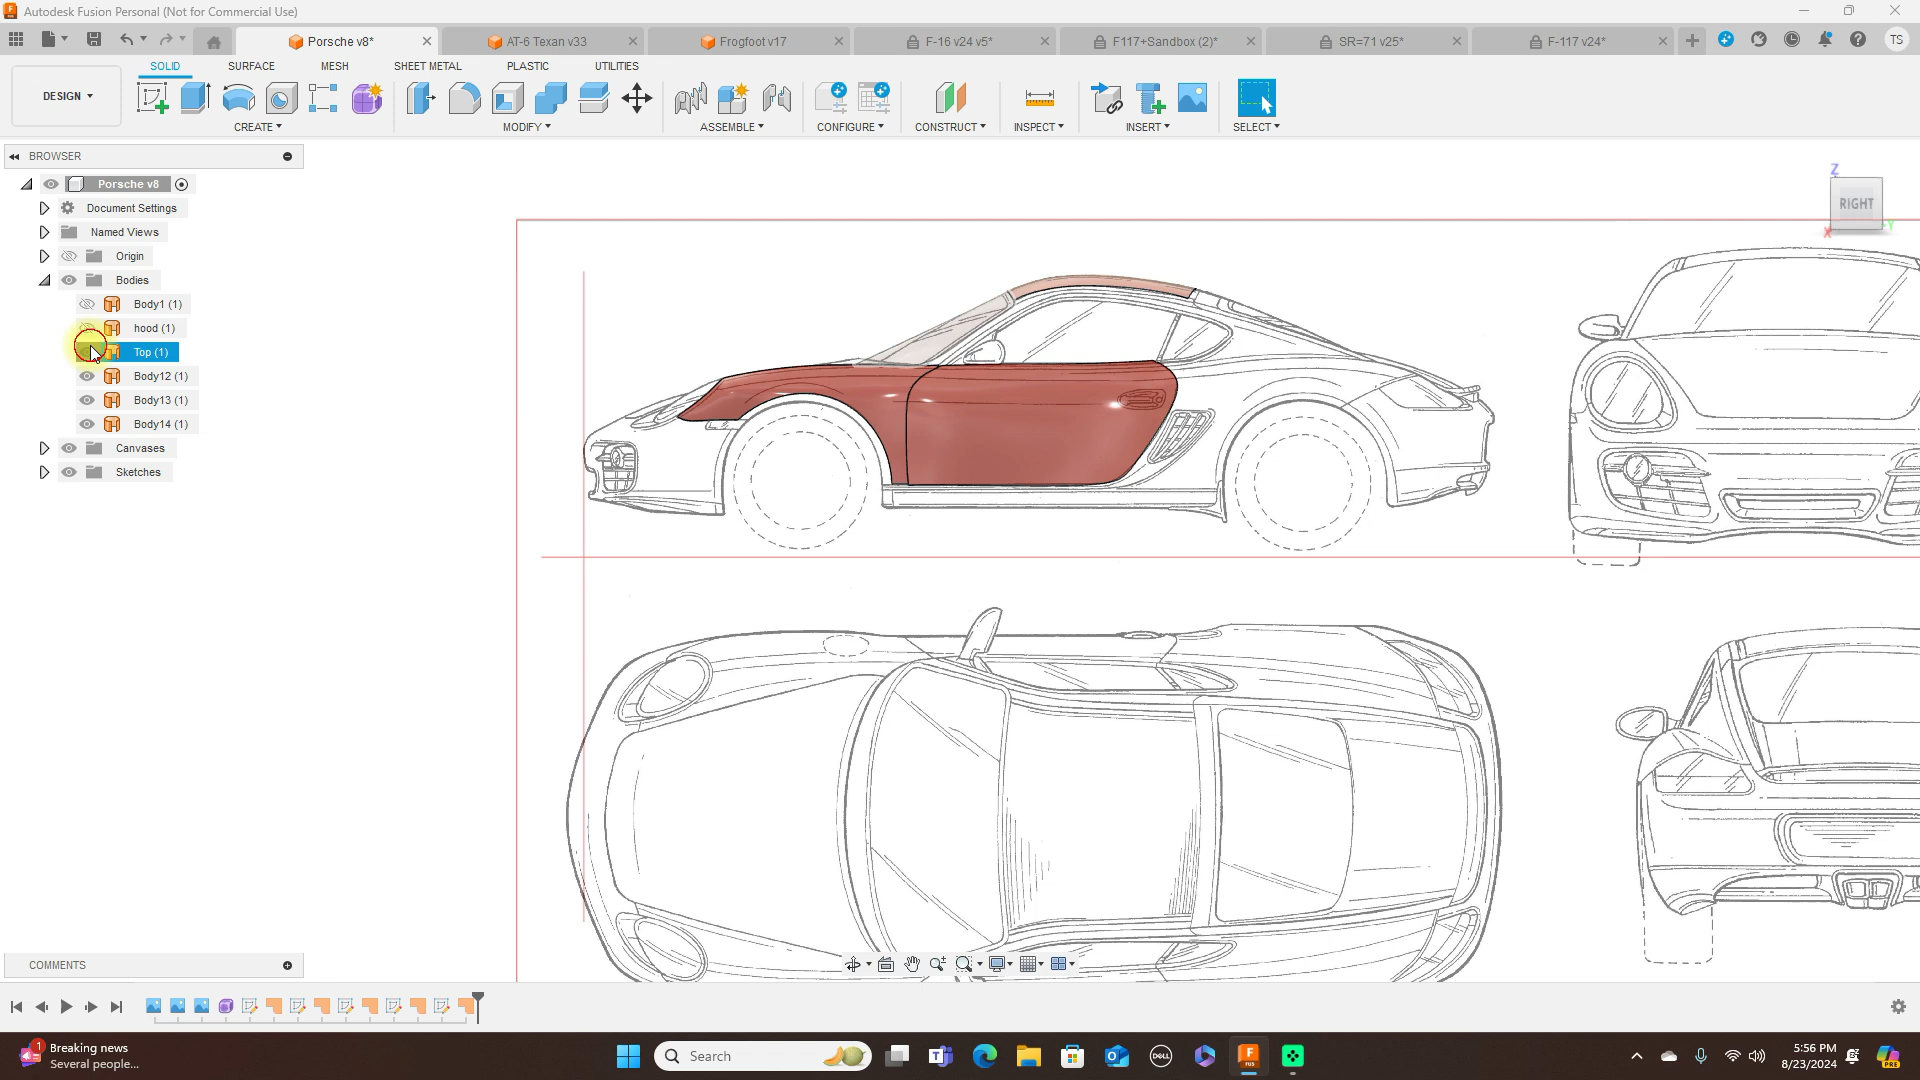 Autodesk Fusion Personal (Not for Commercial Use)
Porsche v8*
AT-6 Texan v33
Frogfoot v17
F-16 v24 v5*
F117+Sandbox (2)*
SR=71 v25*
F-117 v24*
TS
SOLID
SURFACE
MESH
SHEET METAL
PLASTIC
UTILITIES
DESIGN
CREATE
MODIFY
ASSEMBLE
CONFIGURE
CONSTRUCT
INSPECT
INSERT
SELECT
BROWSER
Porsche v8
Document Settings
Named Views
Origin
Bodies
Body1 (1)
hood (1)
Top (1)
Body12 (1)
Body13 (1)
Body14 (1)
Canvases
Sketches
Z
RIGHT
X
Y
COMMENTS
1
Breaking news
Several people...
Search
DELL
FUS
5:56 PM
8/23/2024
PRE